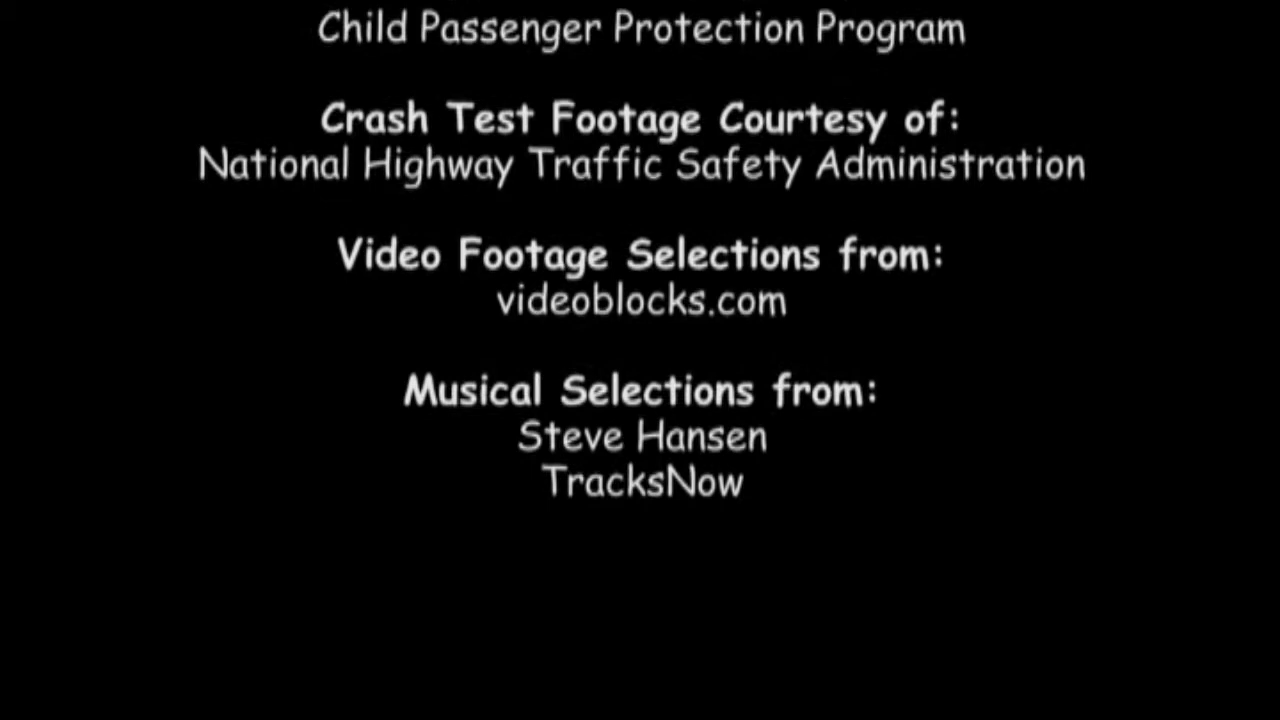 Child Passenger Protection Program
Crash Test Footage Courtesy of:
National Highway Traffic Safety Administration
Video Footage Selections from:
videoblocks.com
Musical Selections from:
Steve Hansen
TracksNow